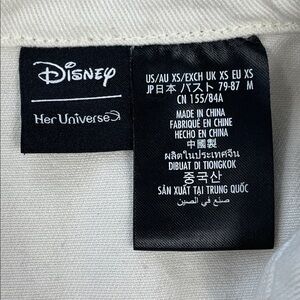 Disney
HerUniverse
US/AU XS/EXCH UK XS EU XS
JP日本 バスト 79-87 M
CN 155/84A
MADE IN CHINA
FABRIQUÉ EN CHINE
HECHO EN CHINA
中國製
ผลิตในประเทศจีน
DIBUAT DI TIONGKOK
중국산
SẢN XUẤT TẠI TRUNG QUỐC
صنع في الصين